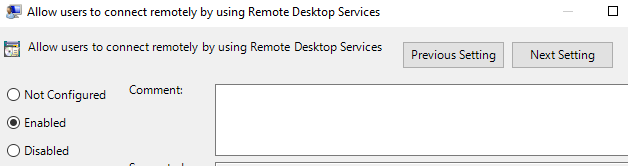 Allow users to connect remotely by using Remote Desktop Services
Allow users to connect remotely by using Remote Desktop Services
Previous Setting
Next Setting
Not Configured
Comment:
Enabled
Disabled